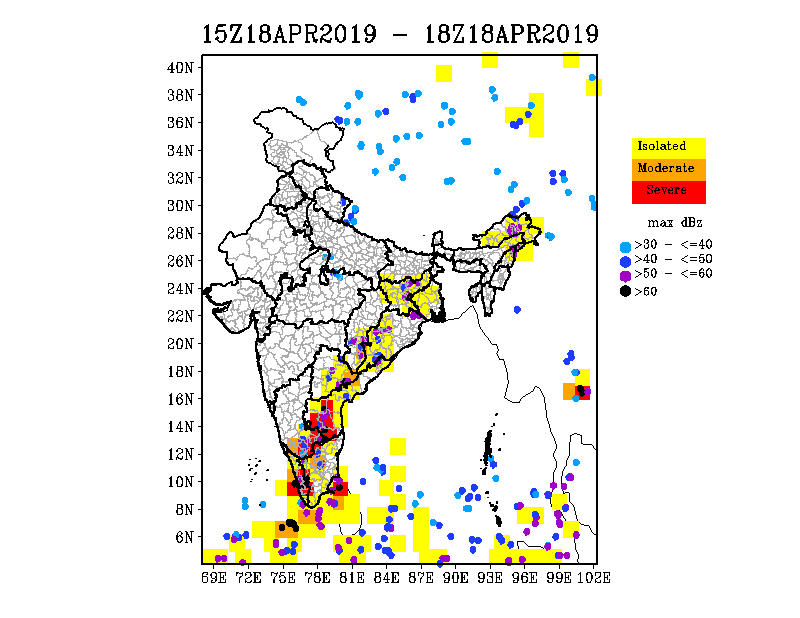 15Z18APR2019 - 18Z18APR2019
40N
38N
36N
34N
32N
30N
28N
26N
24N
22N
20N
18N
16N
14N
12N
10N
8N
6N
69E 72E 75E 78E 81E 84E 87E 90E 93E 96E 99E 102E
Isolated
Moderate
Severe
max dBz
>30 - <=40
>40 - <=50
>50 - <=60
>60